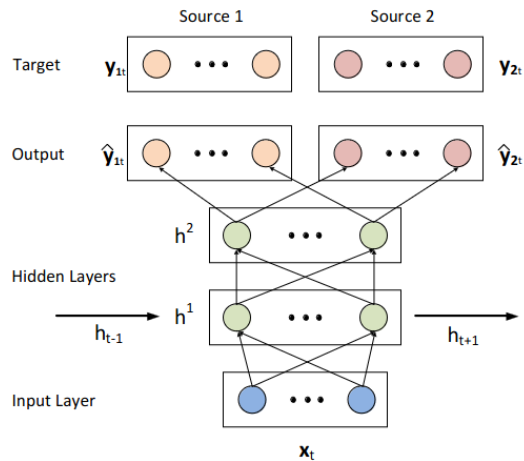 Source 1 Source 2
Target y1t y2t
Output ŷ1t ŷ2t
h2
Hidden Layers
h1
ht-1 ht+1
Input Layer
xt